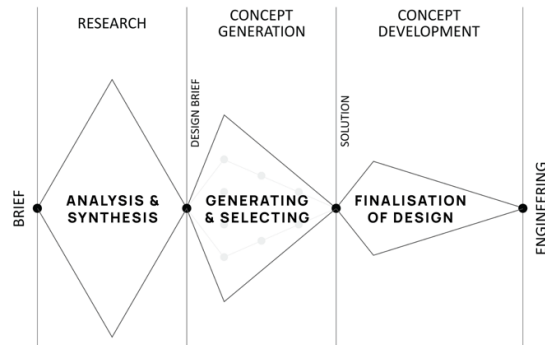 RESEARCH
CONCEPT
GENERATION
CONCEPT
DEVELOPMENT
BRIEF
ANALYSIS &
SYNTHESIS
DESIGN BRIEF
GENERATING
& SELECTING
SOLUTION
FINALISATION
OF DESIGN
ENGINEERING